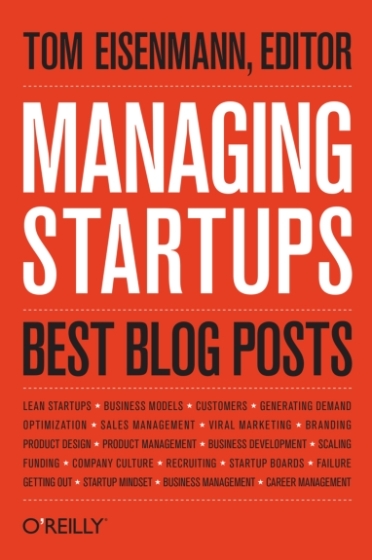 TOM EISENMANN, EDITOR
MANAGING
STARTUPS
BEST BLOG POSTS
LEAN STARTUPS ★ BUSINESS MODELS ★ CUSTOMERS ★ GENERATING DEMAND
OPTIMIZATION ★ SALES MANAGEMENT ★ VIRAL MARKETING ★ BRANDING
PRODUCT DESIGN ★ PRODUCT MANAGEMENT ★ BUSINESS DEVELOPMENT ★ SCALING
FUNDING ★ COMPANY CULTURE ★ RECRUITING ★ STARTUP BOARDS ★ FAILURE
GETTING OUT ★ STARTUP MINDSET ★ BUSINESS MANAGEMENT ★ CAREER MANAGEMENT
O'REILLY®